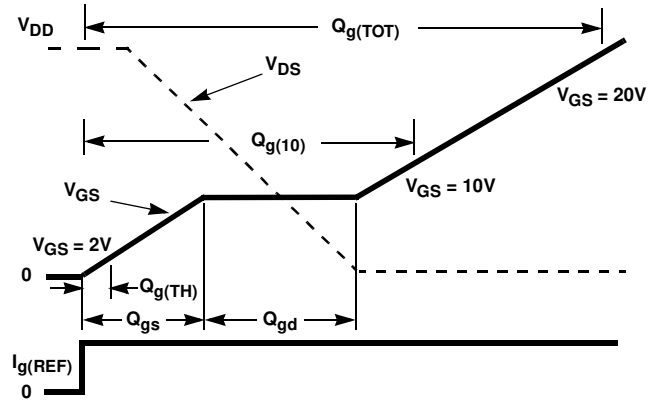 V_DD
Q_g(TOT)
V_DS
V_GS = 20V
Q_g(10)
V_GS
V_GS = 10V
V_GS = 2V
0
Q_g(TH)
Q_gs
Q_gd
I_g(REF)
0